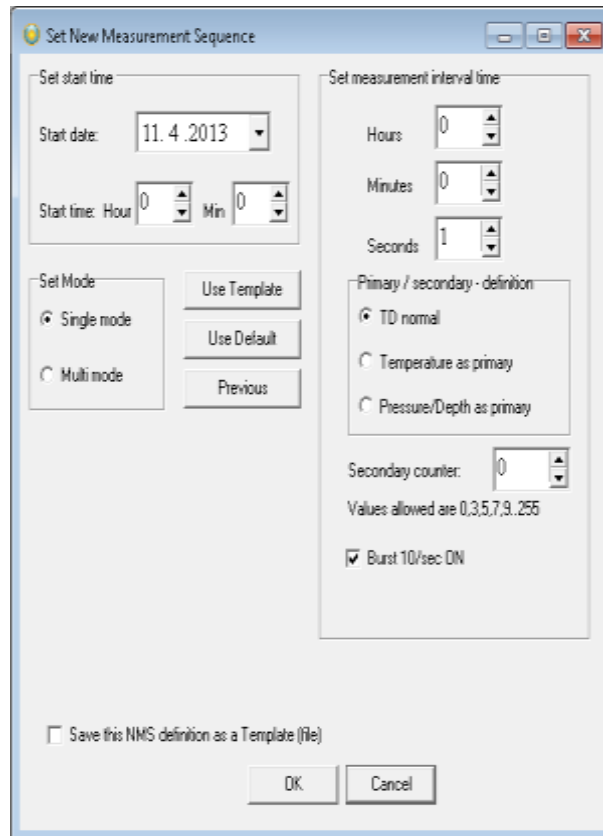 Set New Measurement Sequence
Set start time
Start date: 11. 4 .2013
Start time: Hour 0 Min 0
Set Mode
Single mode
Multi mode
Use Template
Use Default
Previous
Set measurement interval time
Hours 0
Minutes 0
Seconds 1
Primary / secondary - definition
TD normal
Temperature as primary
Pressure/Depth as primary
Secondary counter: 0
Values allowed are 0,3,5,7,9..255
Burst 10/sec ON
Save this NMS definition as a Template (file)
OK Cancel